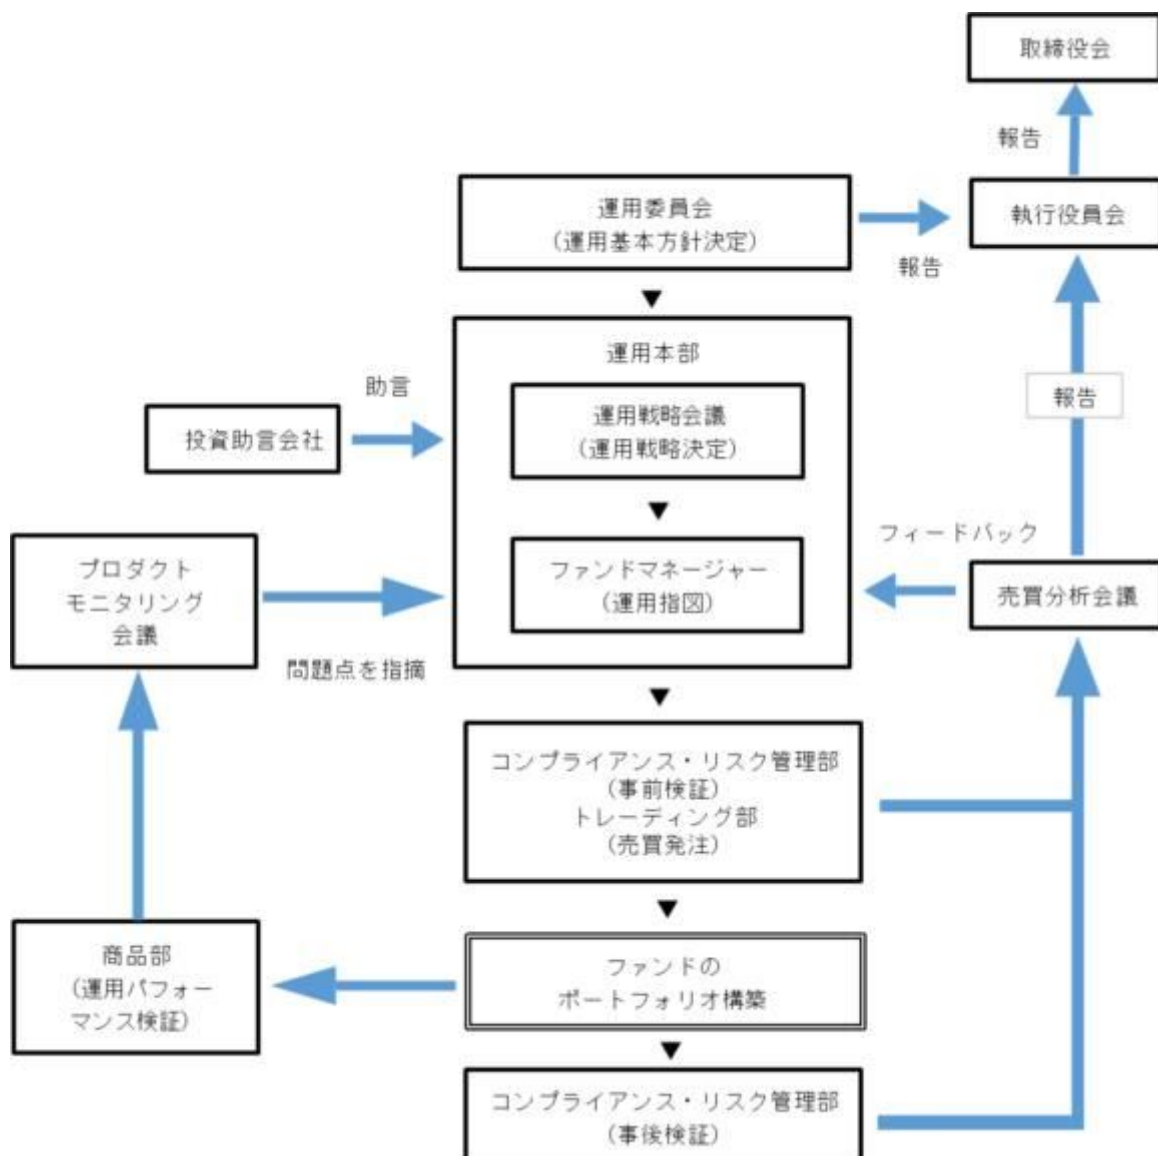 取締役会
報告
運用委員会
(運用基本方針決定)
執行役員会
報告
運用本部
助言
運用戦略会議
(運用戦略決定)
投資助言会社
報告
フィードバック
プロダクト
モニタリング
会議
ファンドマネージャー
(運用指図)
売買分析会議
問題点を指摘
コンプライアンス・リスク管理部
(事前検証)
トレーディング部
(売買発注)
商品部
(運用パフォー
マンス検証)
ファンドの
ポートフォリオ構築
コンプライアンス・リスク管理部
(事後検証)